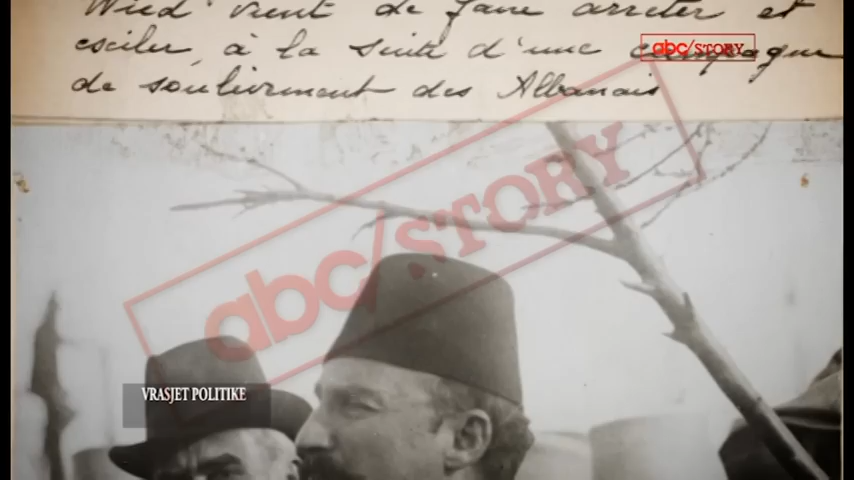 Wied vient de faire arrêter et
exiler, à la suite d'une campagne
de soulèvement des Albanais
abc/STORY
abc/STORY
VRASJET POLITIKE